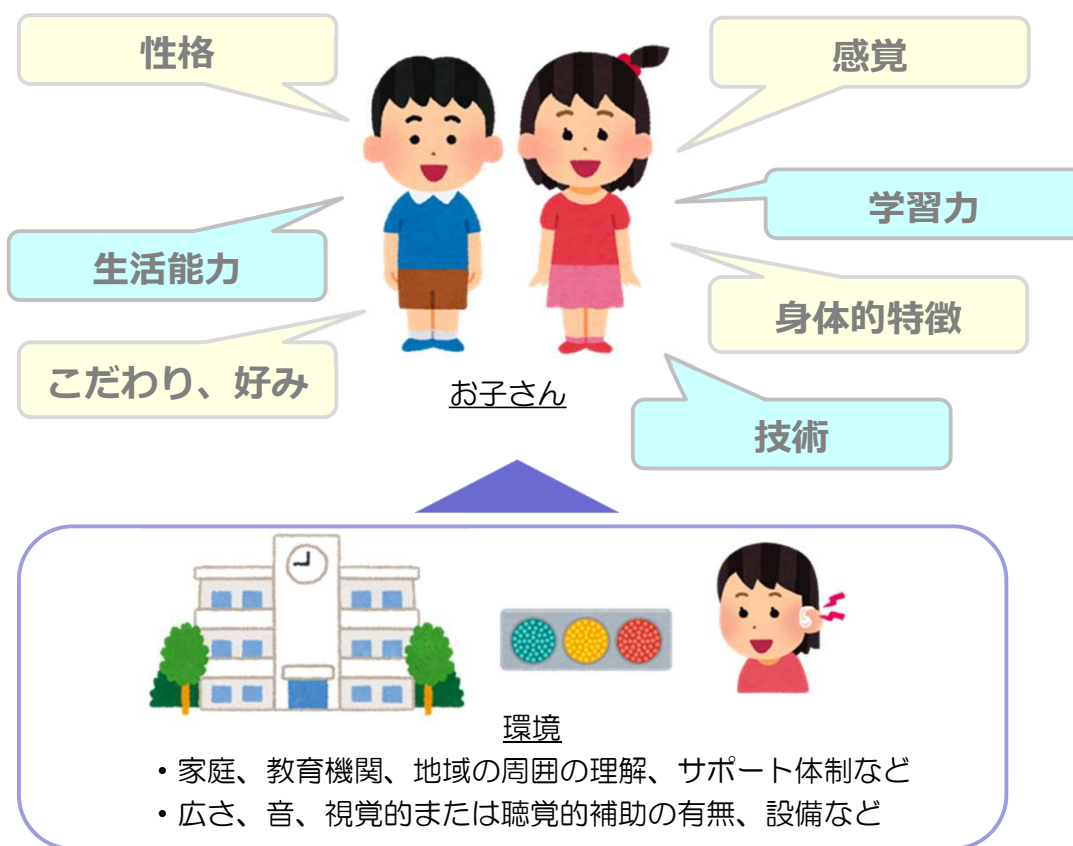 性格
感覚
学習力
生活能力
身体的特徴
こだわり、好み
お子さん
技術
環境
・家庭、教育機関、地域の周囲の理解、サポート体制など
・広さ、音、視覚的または聴覚的補助の有無、設備など